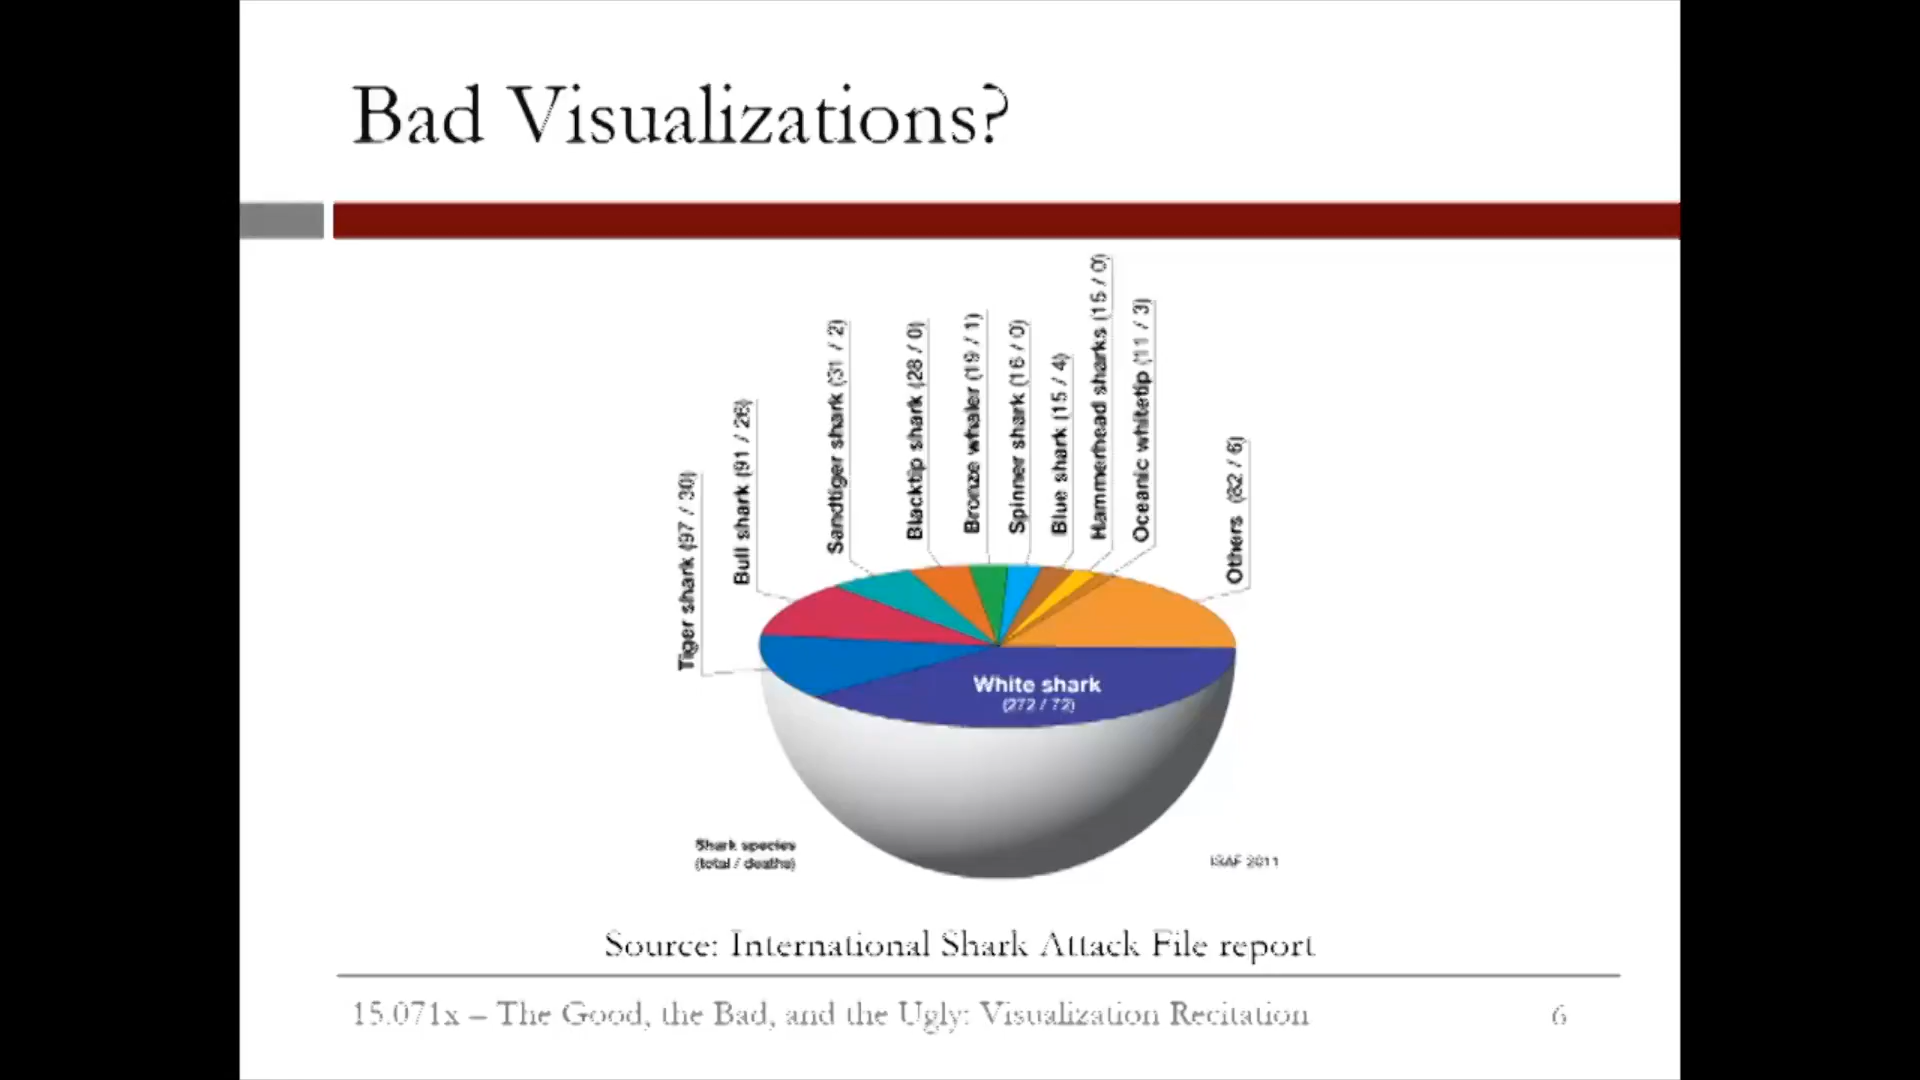 Bad Visualizations?
Tiger shark (97 / 30)
Bull shark (91 / 26)
Sandtiger shark (31 / 2)
Blacktip shark (28 / 0)
Bronze whaler (19 / 1)
Spinner shark (16 / 0)
Blue shark (15 / 4)
Hammerhead sharks (15 / 0)
Oceanic whitetip (11 / 3)
Others (82 / 6)
White shark
(272 / 72)
Shark species
(total / deaths)
ISAF 2011
Source: International Shark Attack File report
15.071x – The Good, the Bad, and the Ugly: Visualization Recitation
6